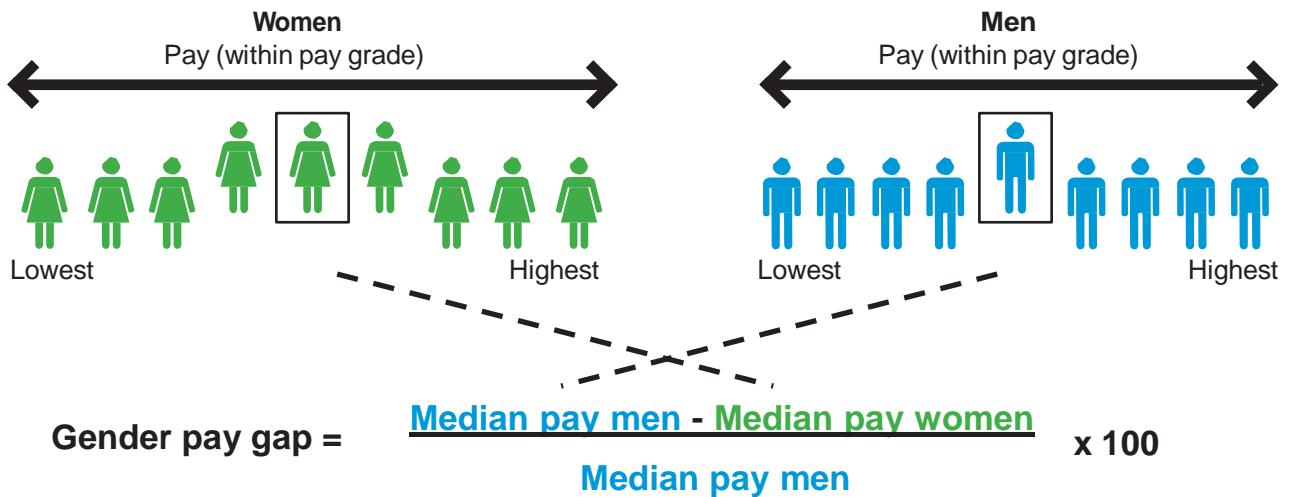 Women
Pay (within pay grade)
Men
Pay (within pay grade)
Lowest
Highest
Lowest
Highest
Gender pay gap =
Median pay men - Median pay women
Median pay men
x 100